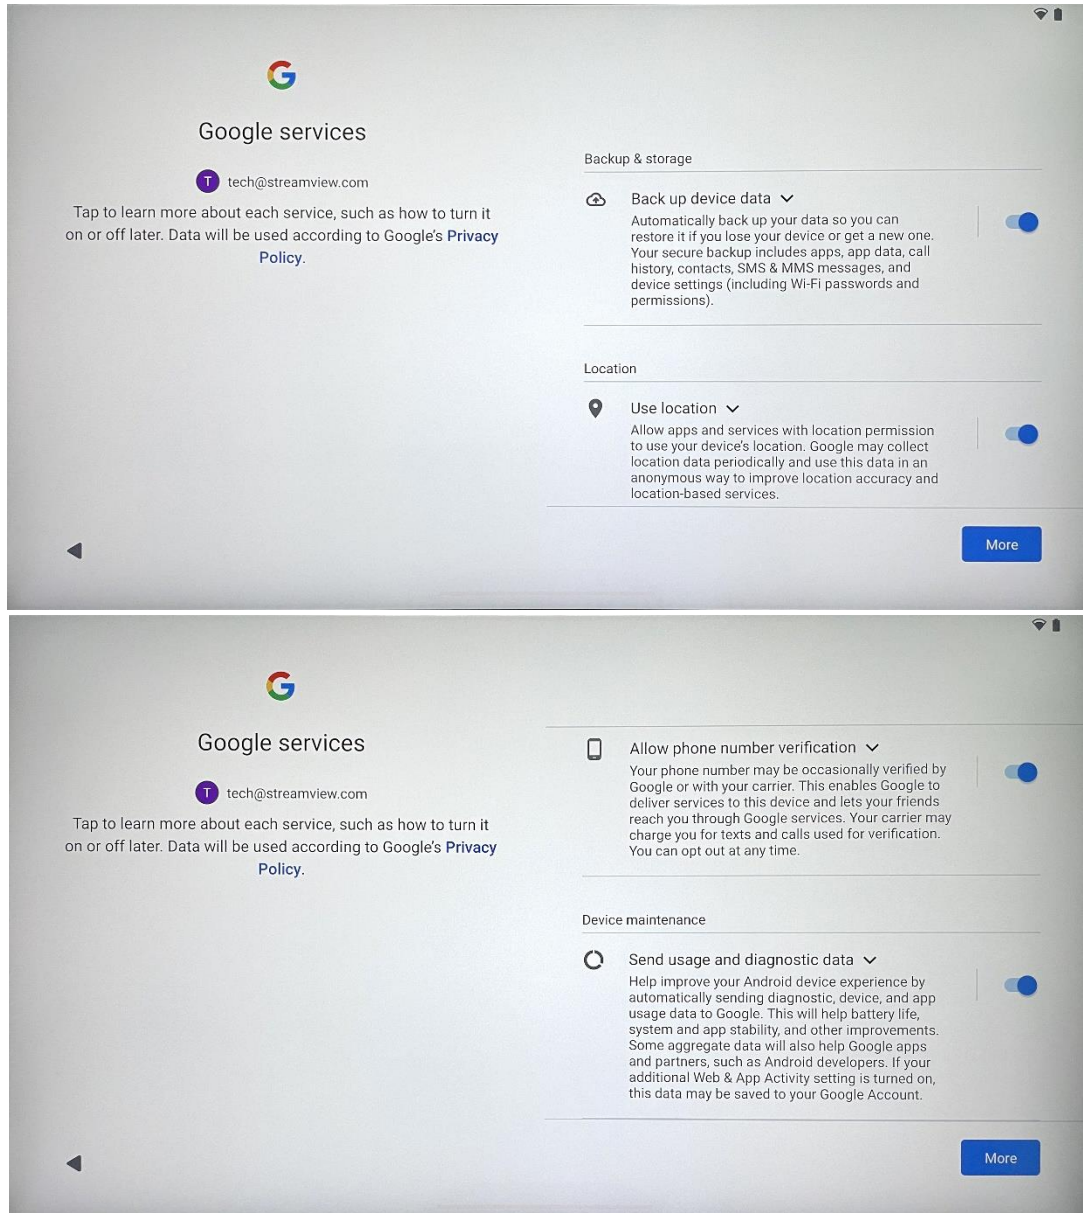 Google services
T tech@streamview.com
Tap to learn more about each service, such as how to turn it
on or off later. Data will be used according to Google's Privacy
Policy.
Backup & storage
Back up device data
Automatically back up your data so you can
restore it if you lose your device or get a new one.
Your secure backup includes apps, app data, call
history, contacts, SMS & MMS messages, and
device settings (including Wi-Fi passwords and
permissions).
Location
Use location
Allow apps and services with location permission
to use your device's location. Google may collect
location data periodically and use this data in an
anonymous way to improve location accuracy and
location-based services.
More
Google services
T tech@streamview.com
Tap to learn more about each service, such as how to turn it
on or off later. Data will be used according to Google's Privacy
Policy.
Allow phone number verification
Your phone number may be occasionally verified by
Google or with your carrier. This enables Google to
deliver services to this device and lets your friends
reach you through Google services. Your carrier may
charge you for texts and calls used for verification.
You can opt out at any time.
Device maintenance
Send usage and diagnostic data
Help improve your Android device experience by
automatically sending diagnostic, device, and app
usage data to Google. This will help battery life,
system and app stability, and other improvements.
Some aggregate data will also help Google apps
and partners, such as Android developers. If your
additional Web & App Activity setting is turned on,
this data may be saved to your Google Account.
More